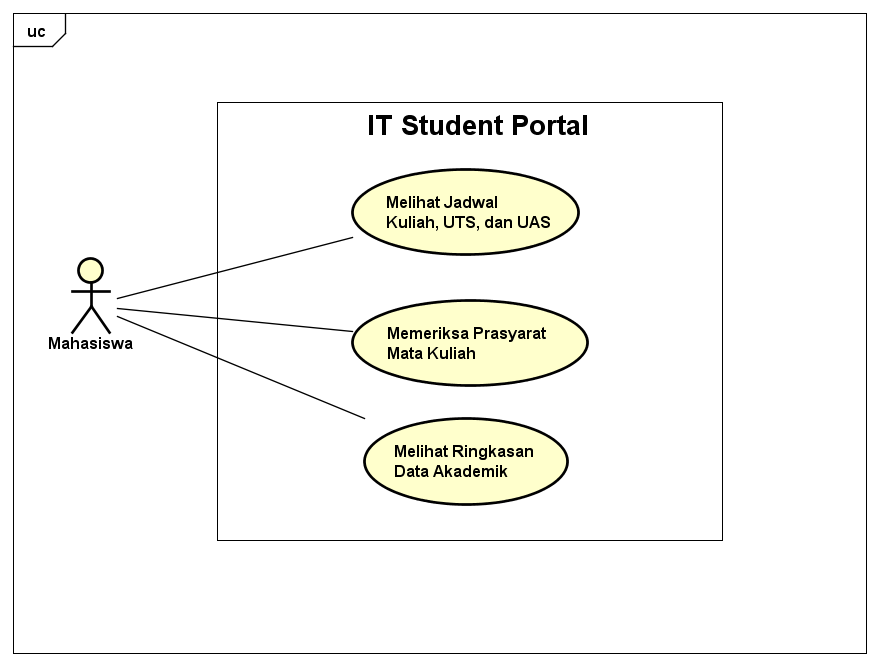 uc
IT Student Portal
Melihat Jadwal
Kuliah, UTS, dan UAS
Mahasiswa
Memeriksa Prasyarat
Mata Kuliah
Melihat Ringkasan
Data Akademik